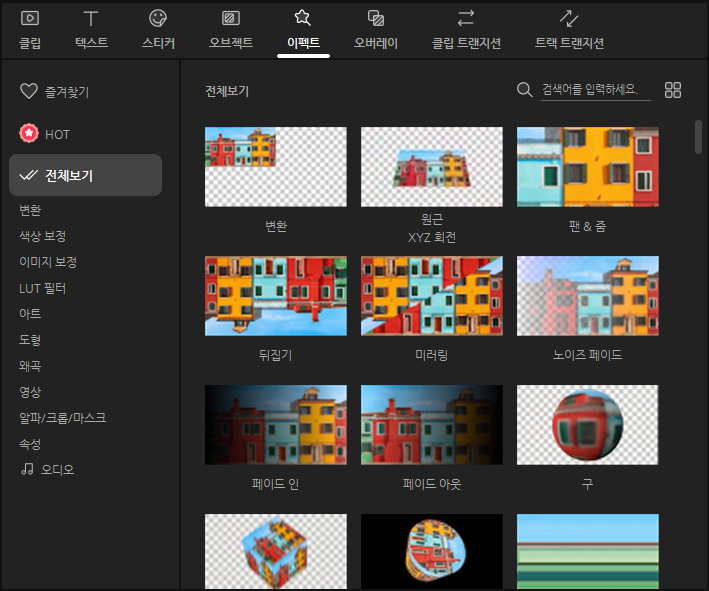 클립
텍스트
스티커
오브젝트
이펙트
오버레이
클립 트랜지션
트랙 트랜지션
즐겨찾기
HOT
전체보기
변환
색상 보정
이미지 보정
LUT 필터
아트
도형
왜곡
영상
알파/크롭/마스크
속성
오디오
전체보기
검색어를 입력하세요.
변환
원근
XYZ 회전
팬 & 줌
뒤집기
미러링
노이즈 페이드
페이드 인
페이드 아웃
구